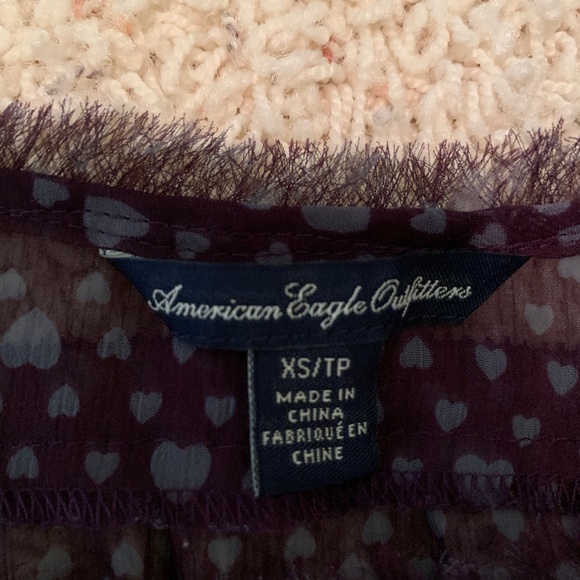 American Eagle Outfitters
XS/TP
MADE IN
CHINA
FABRIQUÉ EN
CHINE